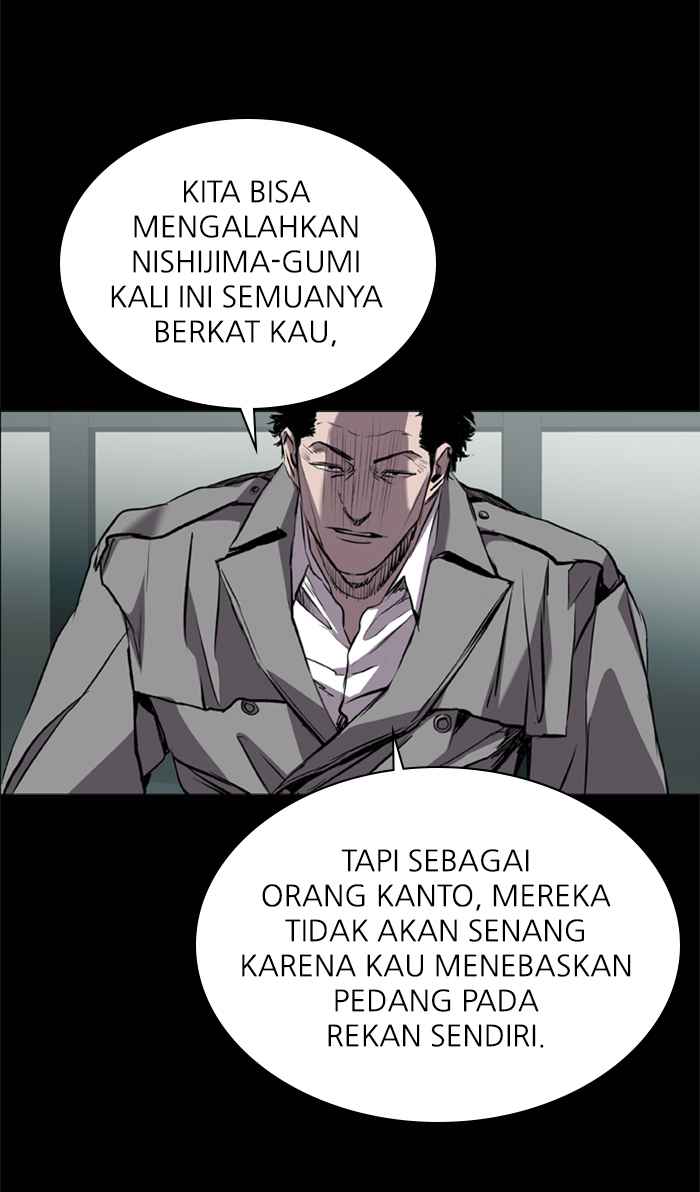 KITA BISA
MENGALAHKAN
NISHIJIMA-GUMI
KALI INI SEMUANYA
BERKAT KAU,
TAPI SEBAGAI
ORANG KANTO, MEREKA
TIDAK AKAN SENANG
KARENA KAU MENEBASKAN
PEDANG PADA
REKAN SENDIRI.